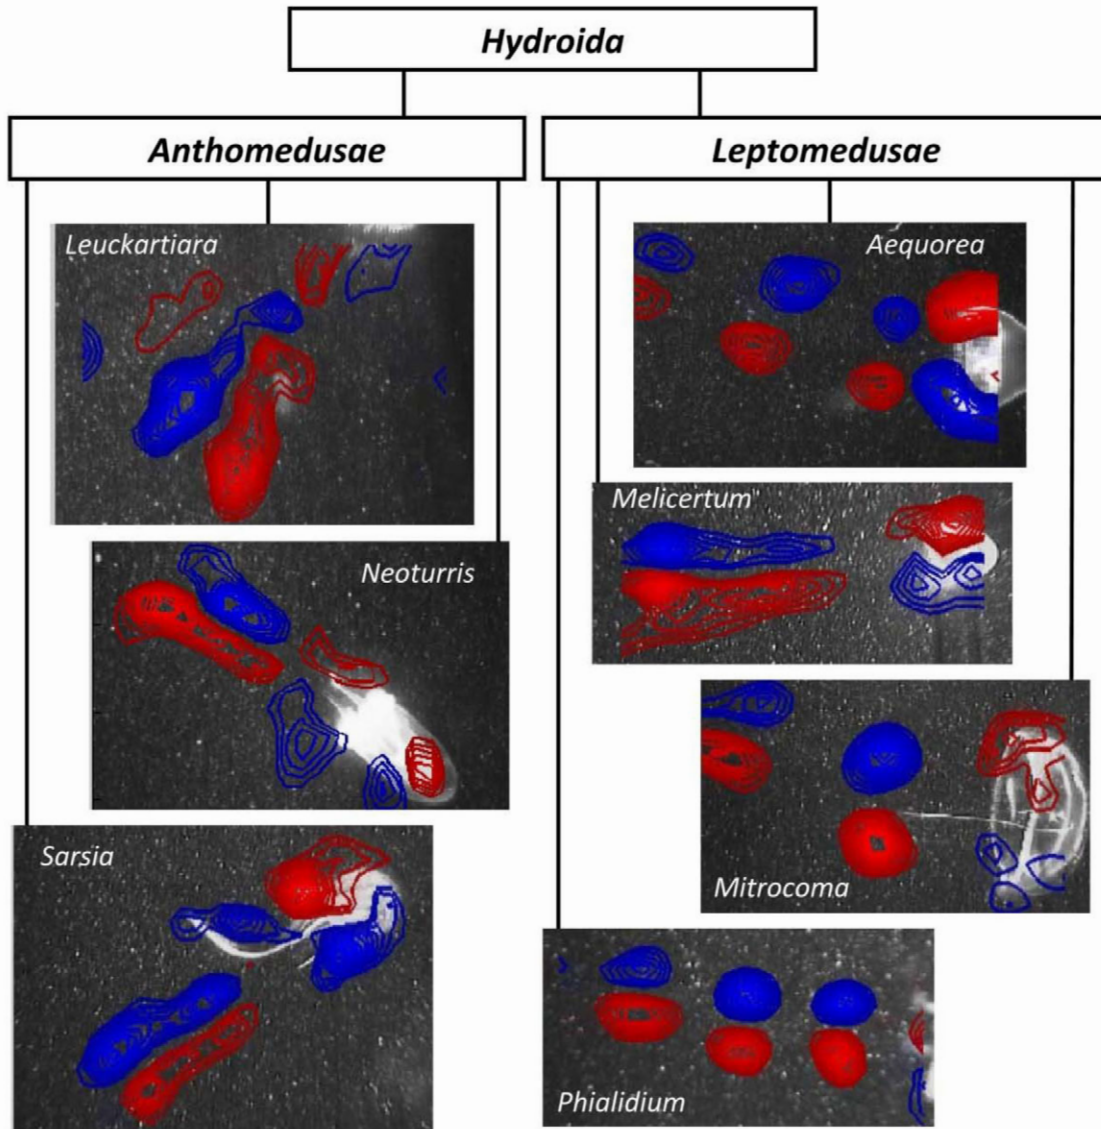 Hydroida
Anthomedusae
Leptomedusae
Leuckartiara
Aequorea
Melicertum
Neoturris
Mitrocoma
Sarsia
Phialidium